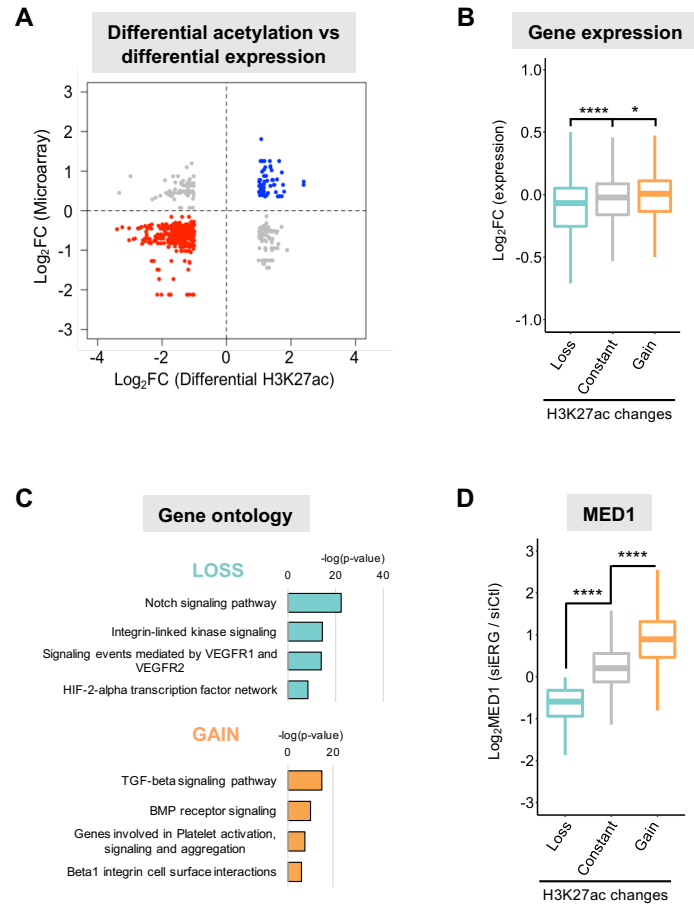 A
Differential acetylation vs
differential expression
Log2FC (Microarray)
3
2
1
0
-1
-2
-3
-4
-2
0
2
4
Log2FC (Differential H3K27ac)
B
Gene expression
Log2FC (expression)
1.0
0.5
0.0
-0.5
-1.0
****
*
Loss
Constant
Gain
H3K27ac changes
C
Gene ontology
LOSS
-log(p-value)
0
20
40
Notch signaling pathway
Integrin-linked kinase signaling
Signaling events mediated by VEGFR1 and
VEGFR2
HIF-2-alpha transcription factor network
GAIN
-log(p-value)
0
20
TGF-beta signaling pathway
BMP receptor signaling
Genes involved in Platelet activation,
signaling and aggregation
Beta1 integrin cell surface interactions
D
MED1
Log2MED1 (siERG / siCtl)
3
2
1
0
-1
-2
-3
****
****
Loss
Constant
Gain
H3K27ac changes